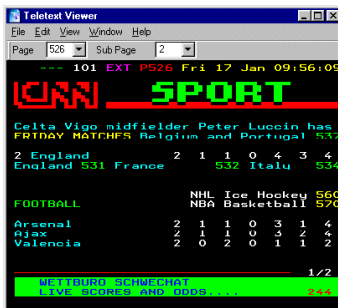 Teletext Viewer
File Edit View Window Help
Page 526 Sub Page 2
--- 101 EXT P526 Fri 17 Jan 09:56:09
CNN SPORT
Celta Vigo midfielder Peter Luccin has
FRIDAY MATCHES Belgium and Portugal 537
2 England 2 1 1 0 4 3 4
England 531 France 532 Italy 534
NHL Ice Hockey 560
FOOTBALL NBA Basketball 570
Arsenal 2 1 1 0 3 1 4
Ajax 2 1 1 0 3 2 4
Valencia 2 0 2 0 1 1 2
1/2
WETTBURO SCHWECHAT
LIVE SCORES AND ODDS.... 244